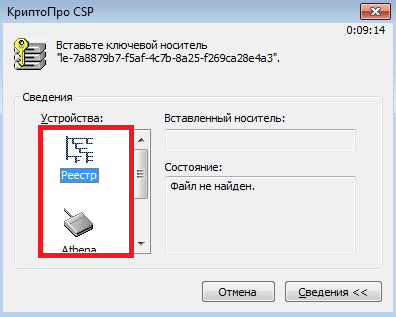 КриптоПро CSP
0:09:14
Вставьте ключевой носитель
"le-7a8879b7-f5af-4c7b-8a25-f269ca28e4a3".
Сведения
Устройства:
Реестр
Athena
Вставленный носитель:
Состояние:
Файл не найден.
Отмена
Сведения <<